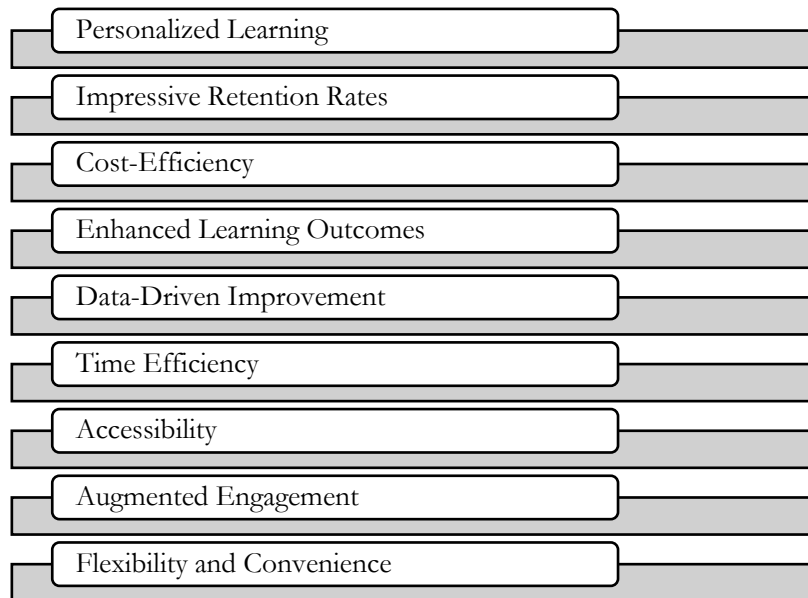 Personalized Learning
Impressive Retention Rates
Cost-Efficiency
Enhanced Learning Outcomes
Data-Driven Improvement
Time Efficiency
Accessibility
Augmented Engagement
Flexibility and Convenience